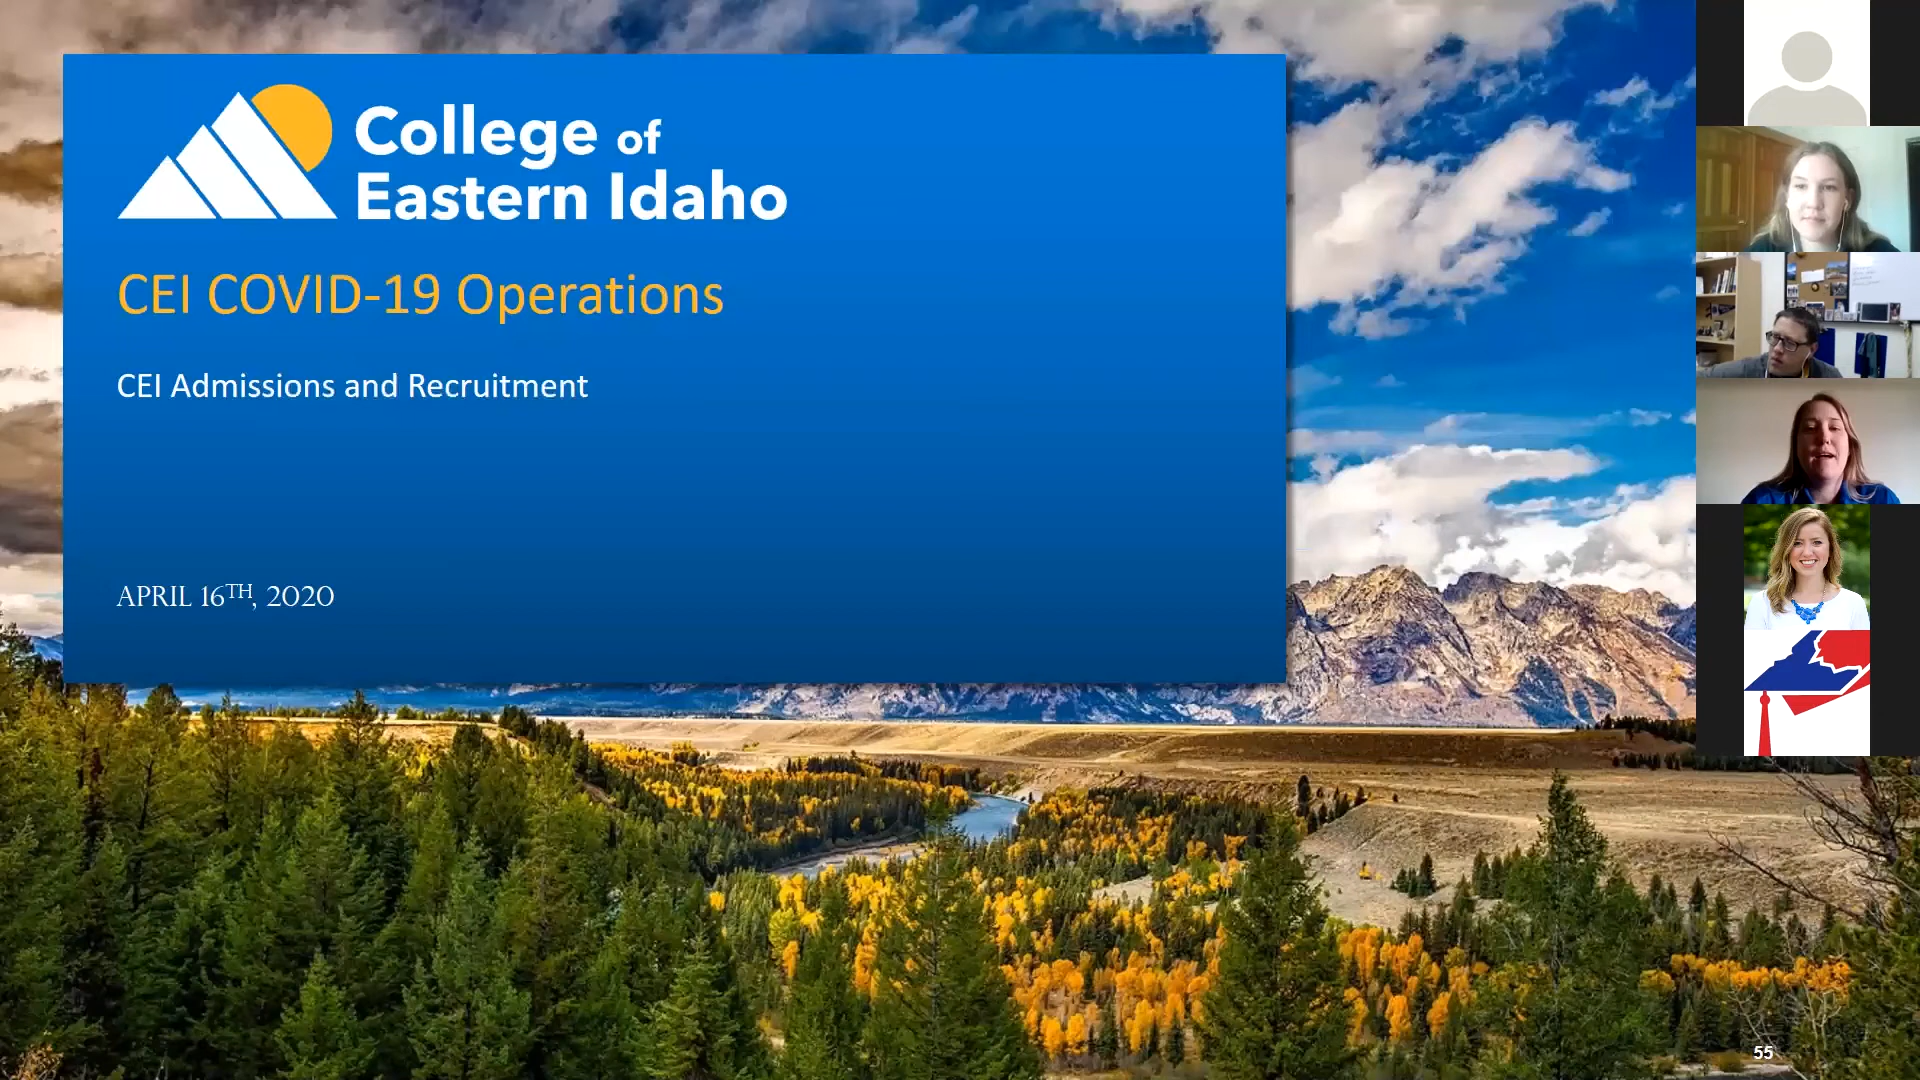 College of
Eastern Idaho
CEI COVID-19 Operations
CEI Admissions and Recruitment
APRIL 16TH, 2020
55